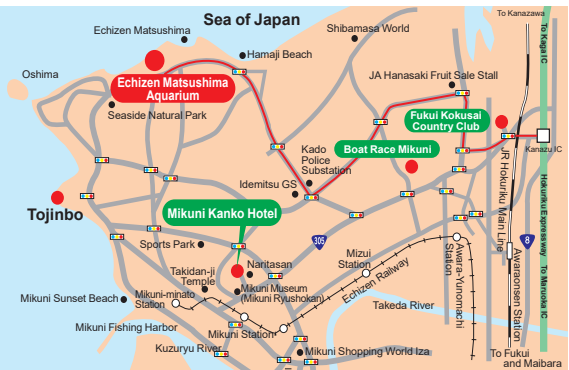 To Kanazawa
Sea of Japan
Echizen Matsushima
Shibamasa World
To Kaga IC
Hamaji Beach
Oshima
JA Hanasaki Fruit Sale Stall
Echizen Matsushima
Aquarium
Seaside Natural Park
Fukui Kokusai
Country Club
Kanazu IC
Kado
Police
Substation
Boat Race Mikuni
Idemitsu GS
JR Hokuriku Main Line
Hokuriku Expressway
Tojinbo
Mikuni Kanko Hotel
Sports Park
305
8
Mizui
Station
Awara-Yunomachi
Station
Naritasan
Takidan-ji
Temple
Echizen Railway
Awaraonsen Station
To Maruoka IC
Mikuni Sunset Beach
Mikuni-minato
Station
Mikuni Museum
(Mikuni Ryushokan)
Takeda River
Mikuni Fishing Harbor
Mikuni Station
Kuzuryu River
Mikuni Shopping World Iza
To Fukui
and Maibara